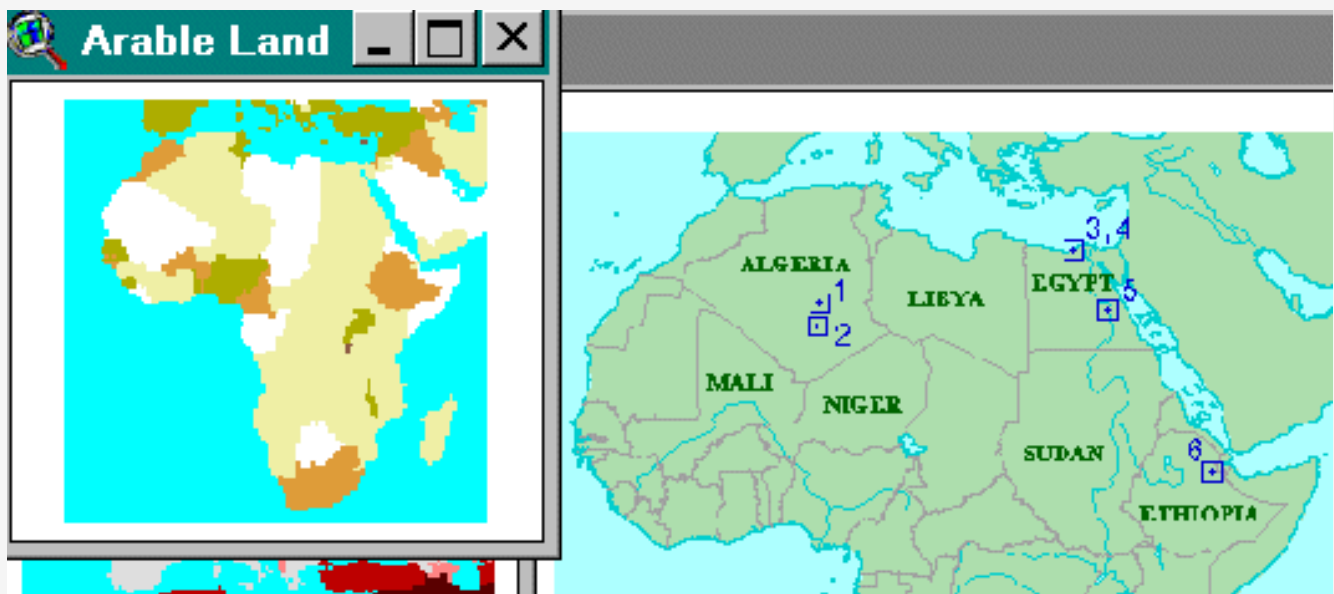 Arable Land
3,4
ALGERIA
EGYPT
1
5
LIBYA
2
MALI
NIGER
SUDAN
6
ETHIOPIA